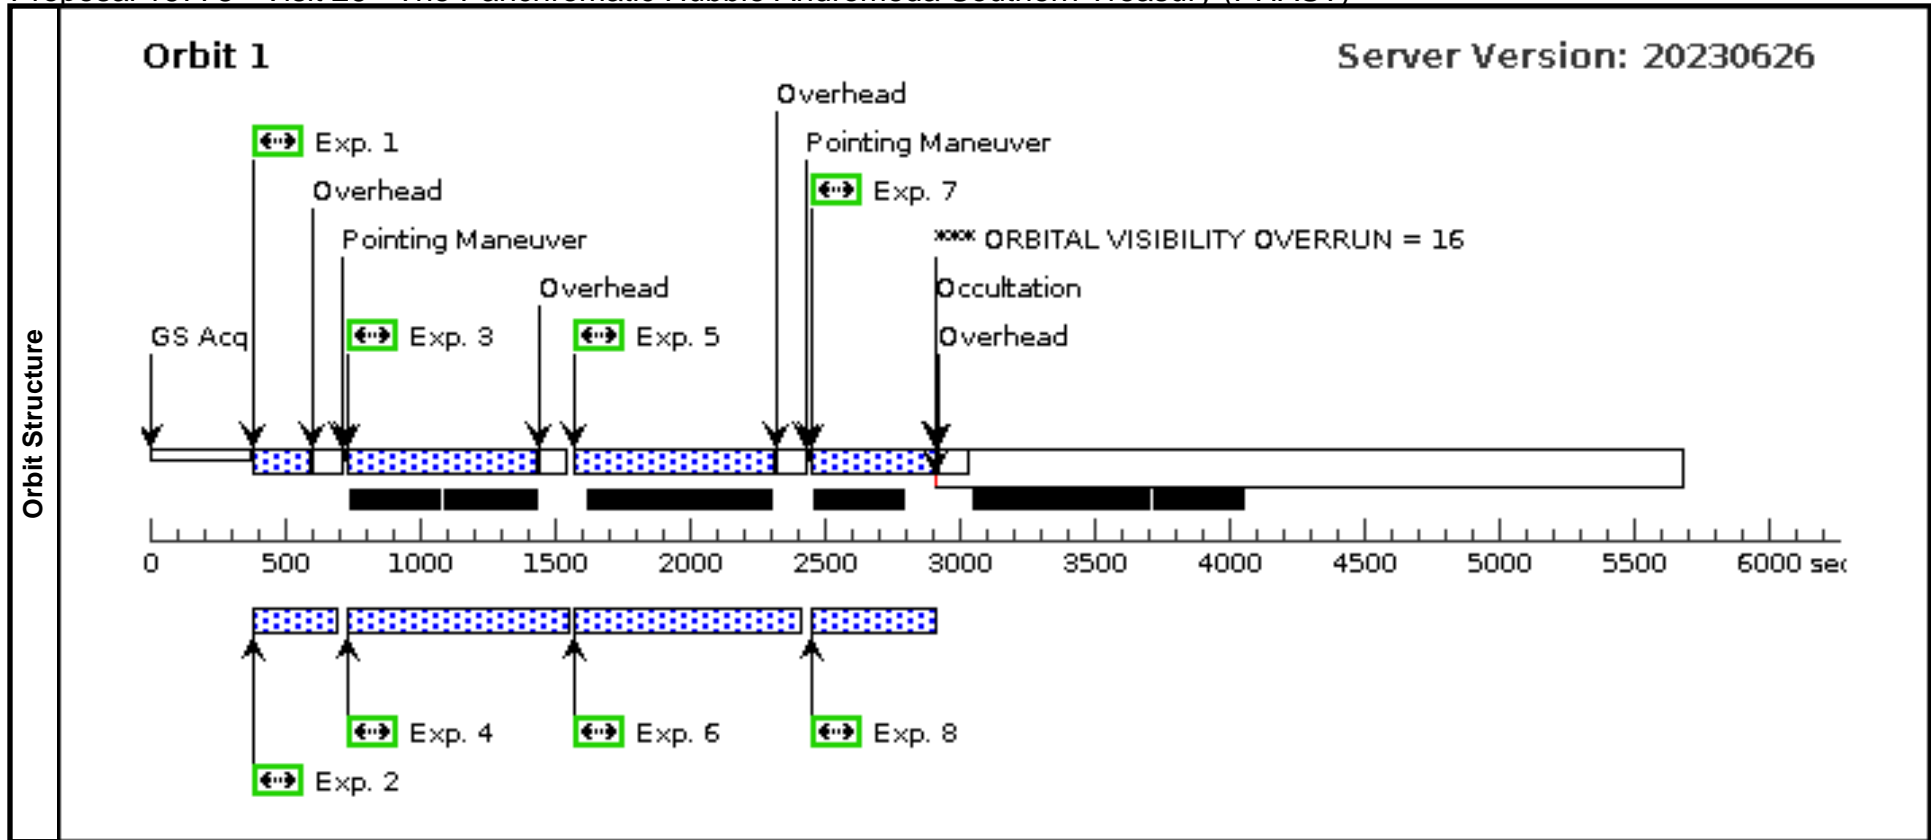 Orbit Structure
Orbit 1
Server Version: 20230626
Overhead
Exp. 1
Pointing Maneuver
Overhead
Exp. 7
Pointing Maneuver
*** ORBITAL VISIBILITY OVERRUN = 16
Overhead
Occultation
GS Acq
Exp. 3
Exp. 5
Overhead
0 500 1000 1500 2000 2500 3000 3500 4000 4500 5000 5500 6000 sec
Exp. 4
Exp. 6
Exp. 8
Exp. 2